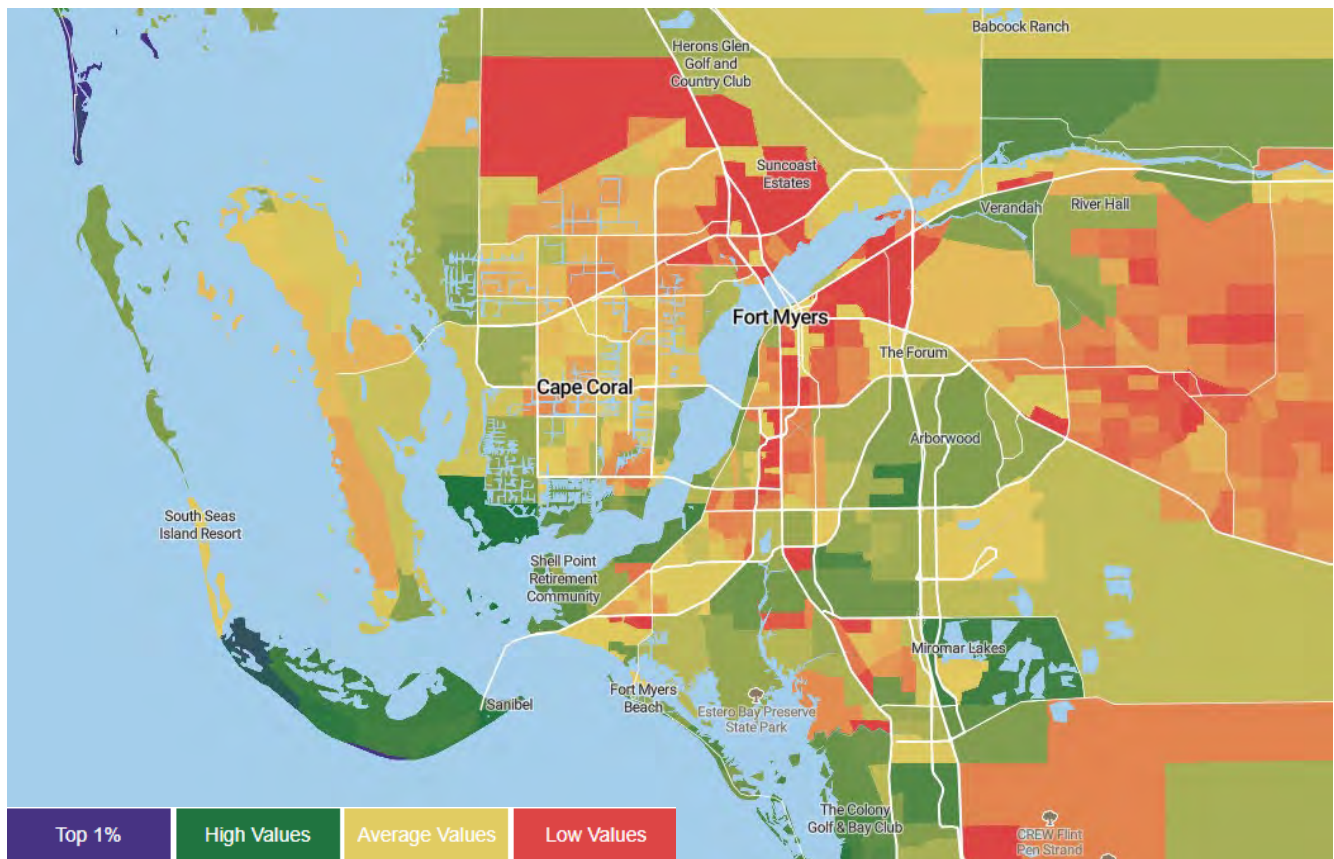 Babcock Ranch
Herons Glen
Golf and
Country Club
Suncoast
Estates
Verandah
River Hall
Fort Myers
The Forum
Cape Coral
Arborwood
South Seas
Island Resort
Shell Point
Retirement
Community
Miromar Lakes
Sanibel
Fort Myers
Beach
Estero Bay Preserve
State Park
The Colony
Golf & Bay Club
CREW Flint
Pen Strand
Top 1%
High Values
Average Values
Low Values